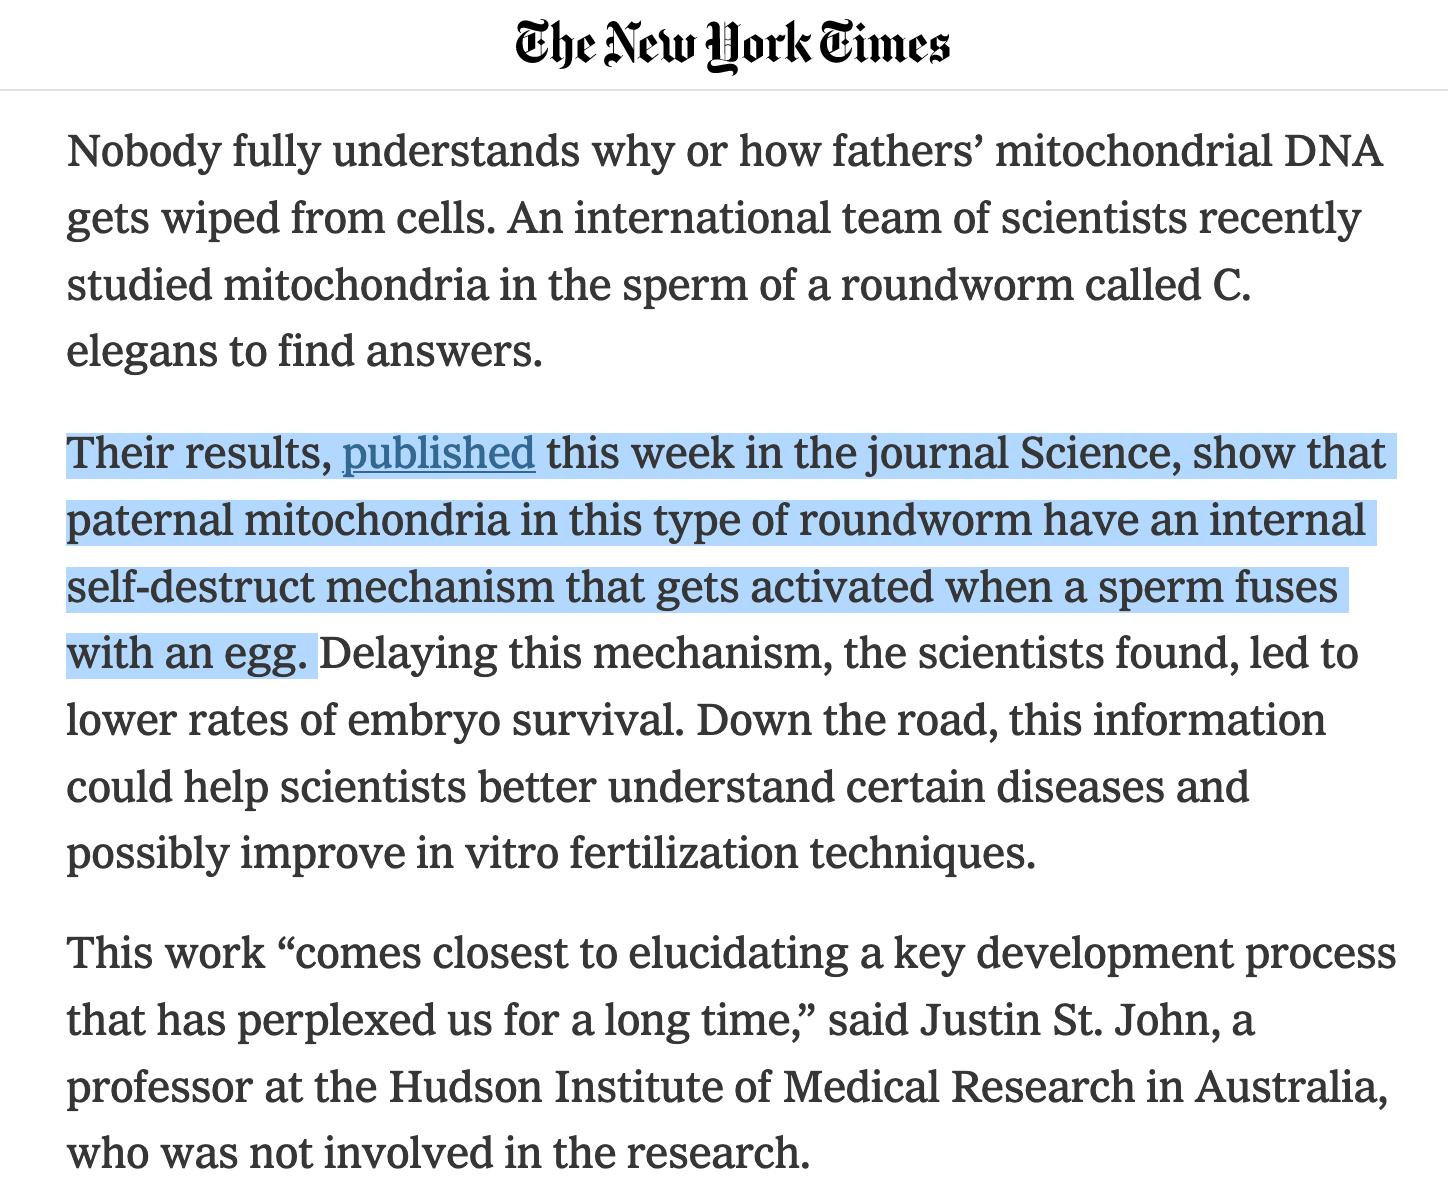 The New York Times
Nobody fully understands why or how fathers’ mitochondrial DNA
gets wiped from cells. An international team of scientists recently
studied mitochondria in the sperm of a roundworm called C.
elegans to find answers.
Their results, published this week in the journal Science, show that
paternal mitochondria in this type of roundworm have an internal
self-destruct mechanism that gets activated when a sperm fuses
with an egg. Delaying this mechanism, the scientists found, led to
lower rates of embryo survival. Down the road, this information
could help scientists better understand certain diseases and
possibly improve in vitro fertilization techniques.
This work “comes closest to elucidating a key development process
that has perplexed us for a long time,” said Justin St. John, a
professor at the Hudson Institute of Medical Research in Australia,
who was not involved in the research.